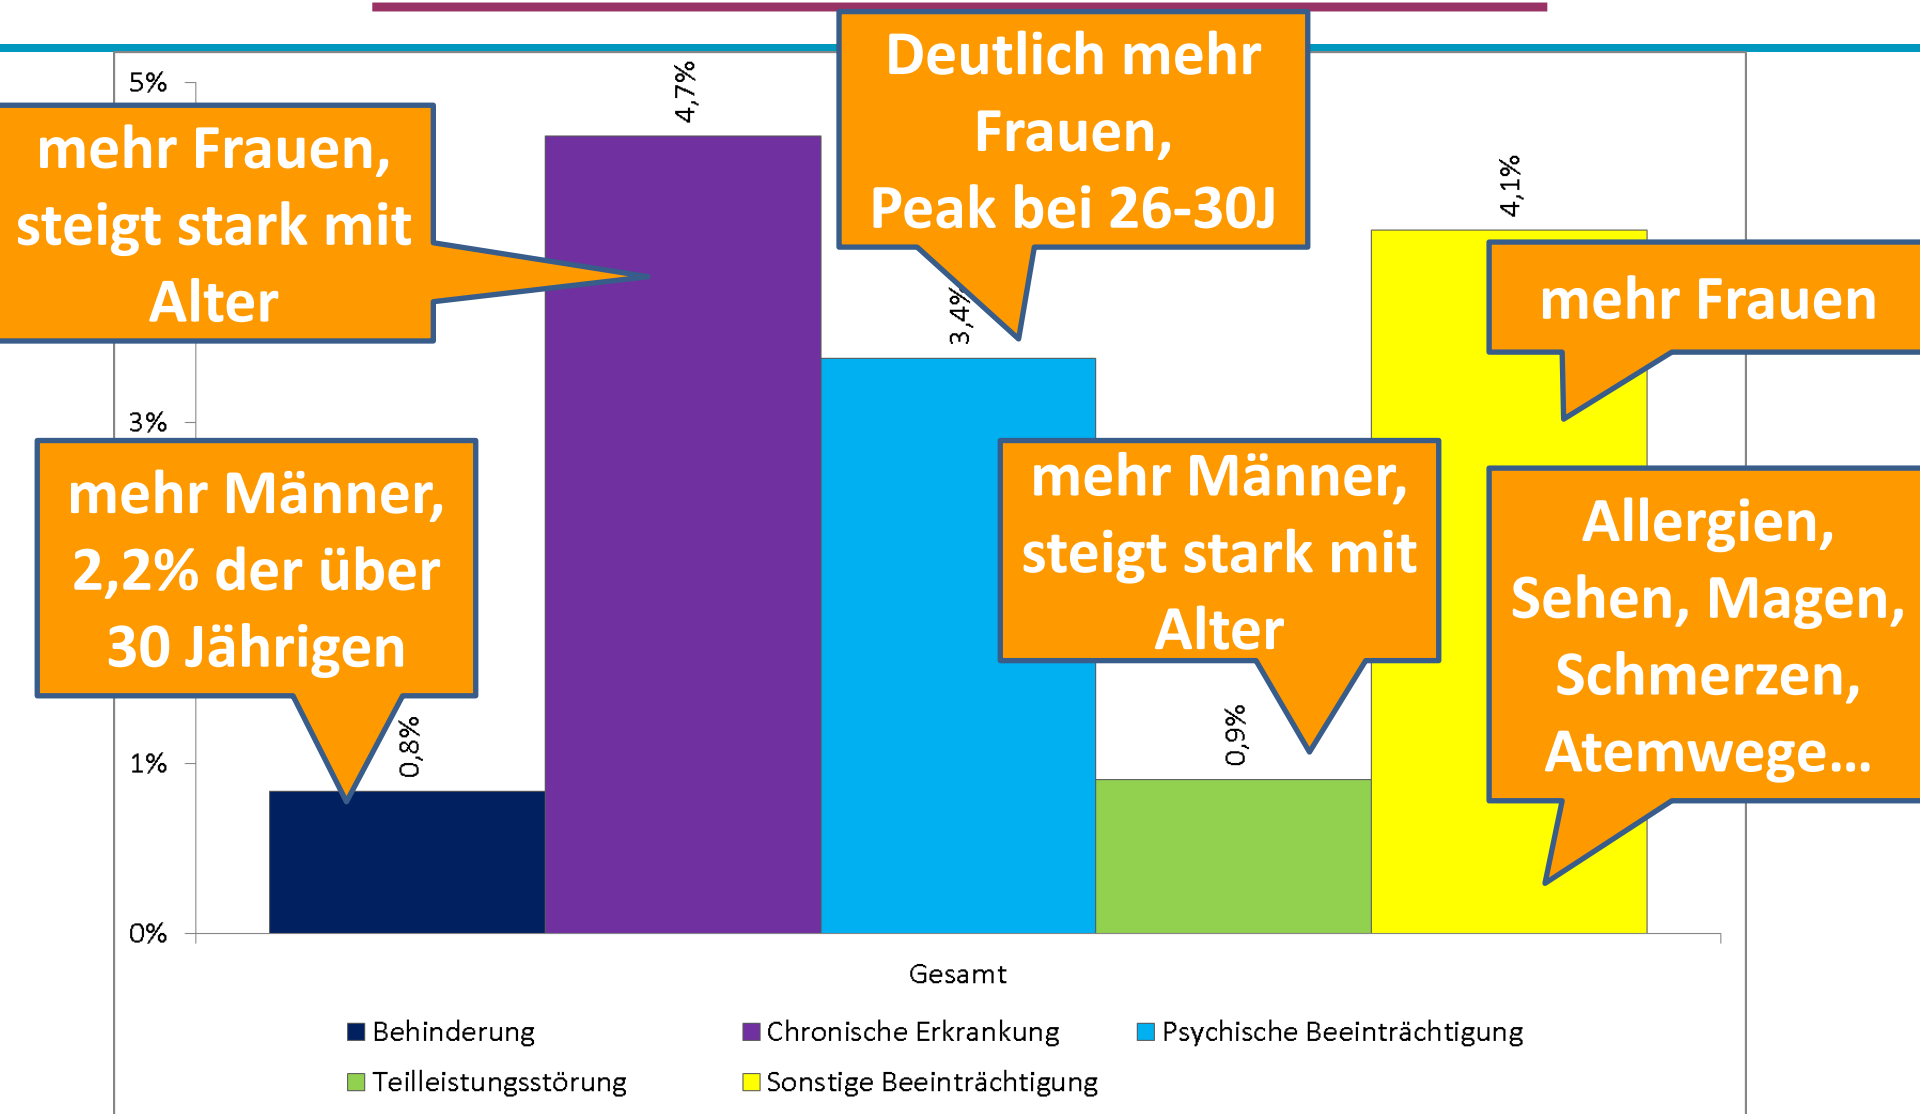 5%
3%
1%
0%
4,7%
3,4%
4,1%
0,8%
0,9%
mehr Frauen,
steigt stark mit
Alter
Deutlich mehr
Frauen,
Peak bei 26-30J
mehr Frauen
mehr Männer,
2,2% der über
30 Jährigen
mehr Männer,
steigt stark mit
Alter
Allergien,
Sehen, Magen,
Schmerzen,
Atemwege...
Gesamt
Behinderung
Chronische Erkrankung
Psychische Beeinträchtigung
Teilleistungsstörung
Sonstige Beeinträchtigung